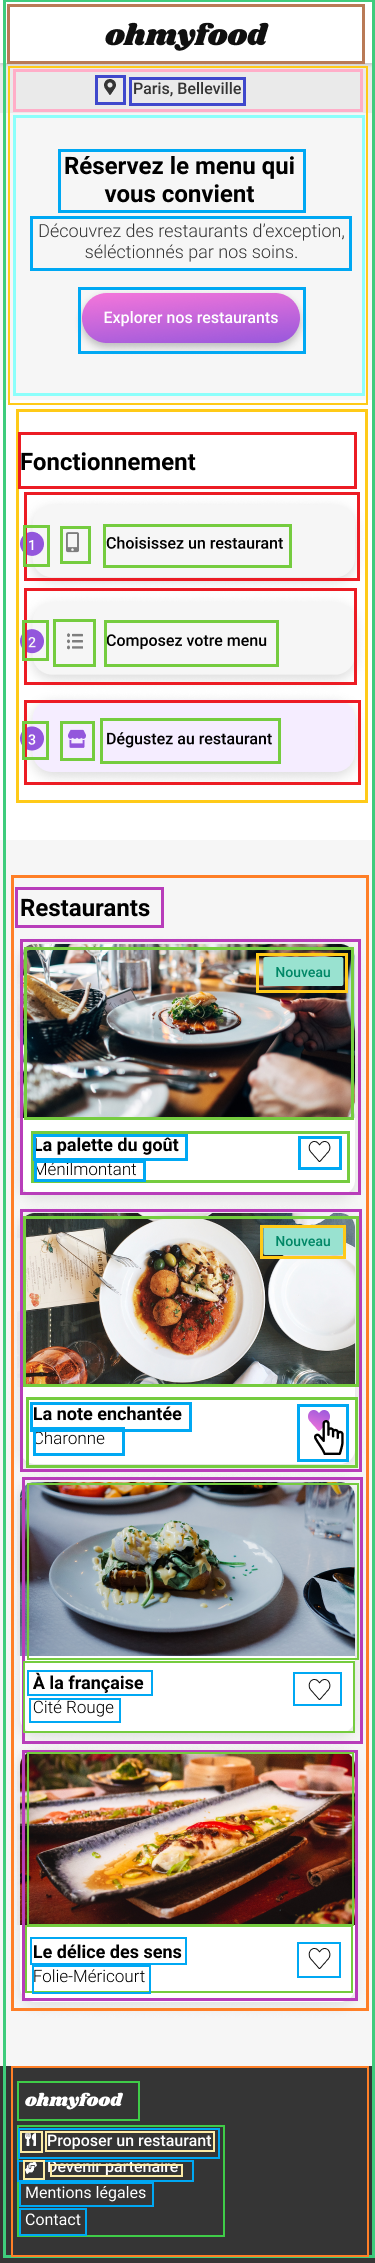 ohmyfood
Paris, Belleville
Réservez le menu qui
vous convient
Découvrez des restaurants d’exception,
séléctionnés par nos soins.
Explorer nos restaurants
Fonctionnement
1 Choisissez un restaurant
2 Composez votre menu
3 Dégustez au restaurant
Restaurants
Nouveau
La palette du goût
Ménilmontant
Nouveau
La note enchantée
Charonne
À la française
Cité Rouge
Le délice des sens
Folie-Méricourt
ohmyfood
Proposer un restaurant
Devenir partenaire
Mentions légales
Contact